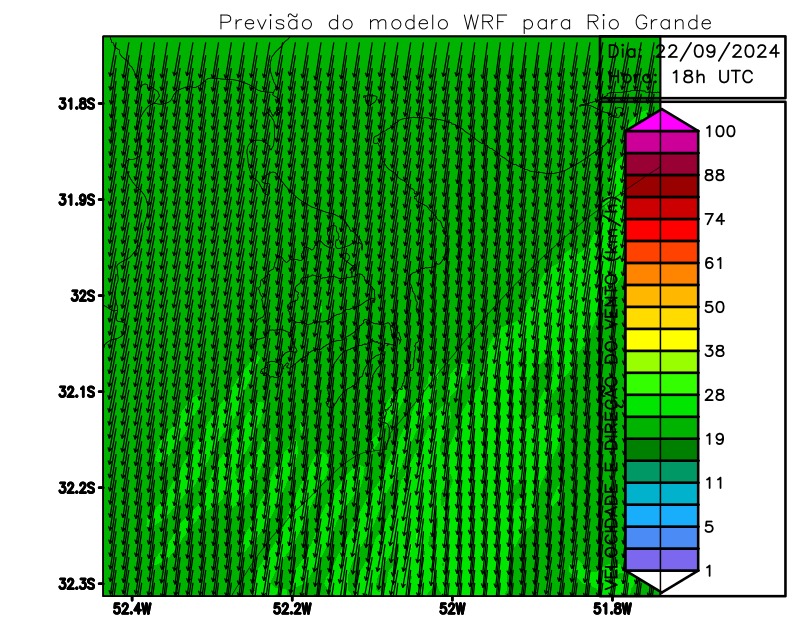 Previsão do modelo WRF para Rio Grande
Dia: 22/09/2024
Hora: 18h UTC
31.8S
31.9S
32S
32.1S
32.2S
32.3S
52.4W
52.2W
52W
51.8W
VELOCIDADE E DIREÇÃO DO VENTO (km/h)
100
88
74
61
50
38
28
19
11
5
1